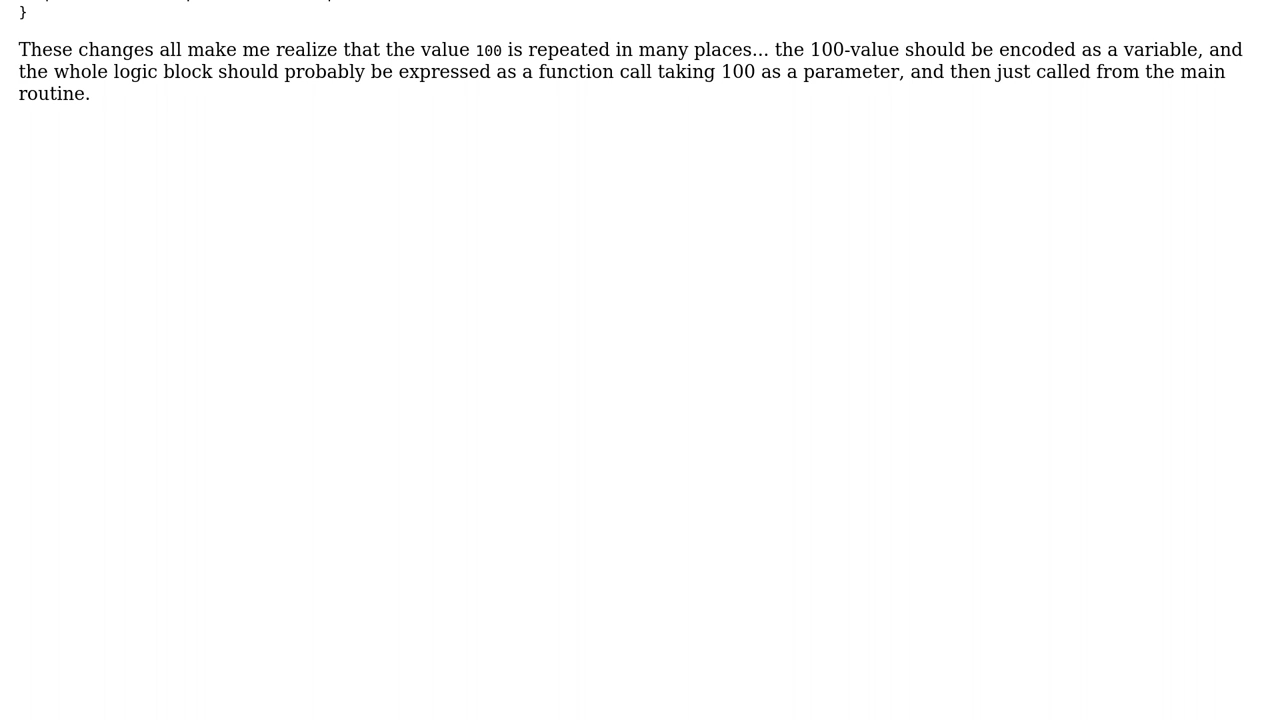 }
These changes all make me realize that the value 100 is repeated in many places... the 100-value should be encoded as a variable, and
the whole logic block should probably be expressed as a function call taking 100 as a parameter, and then just called from the main
routine.